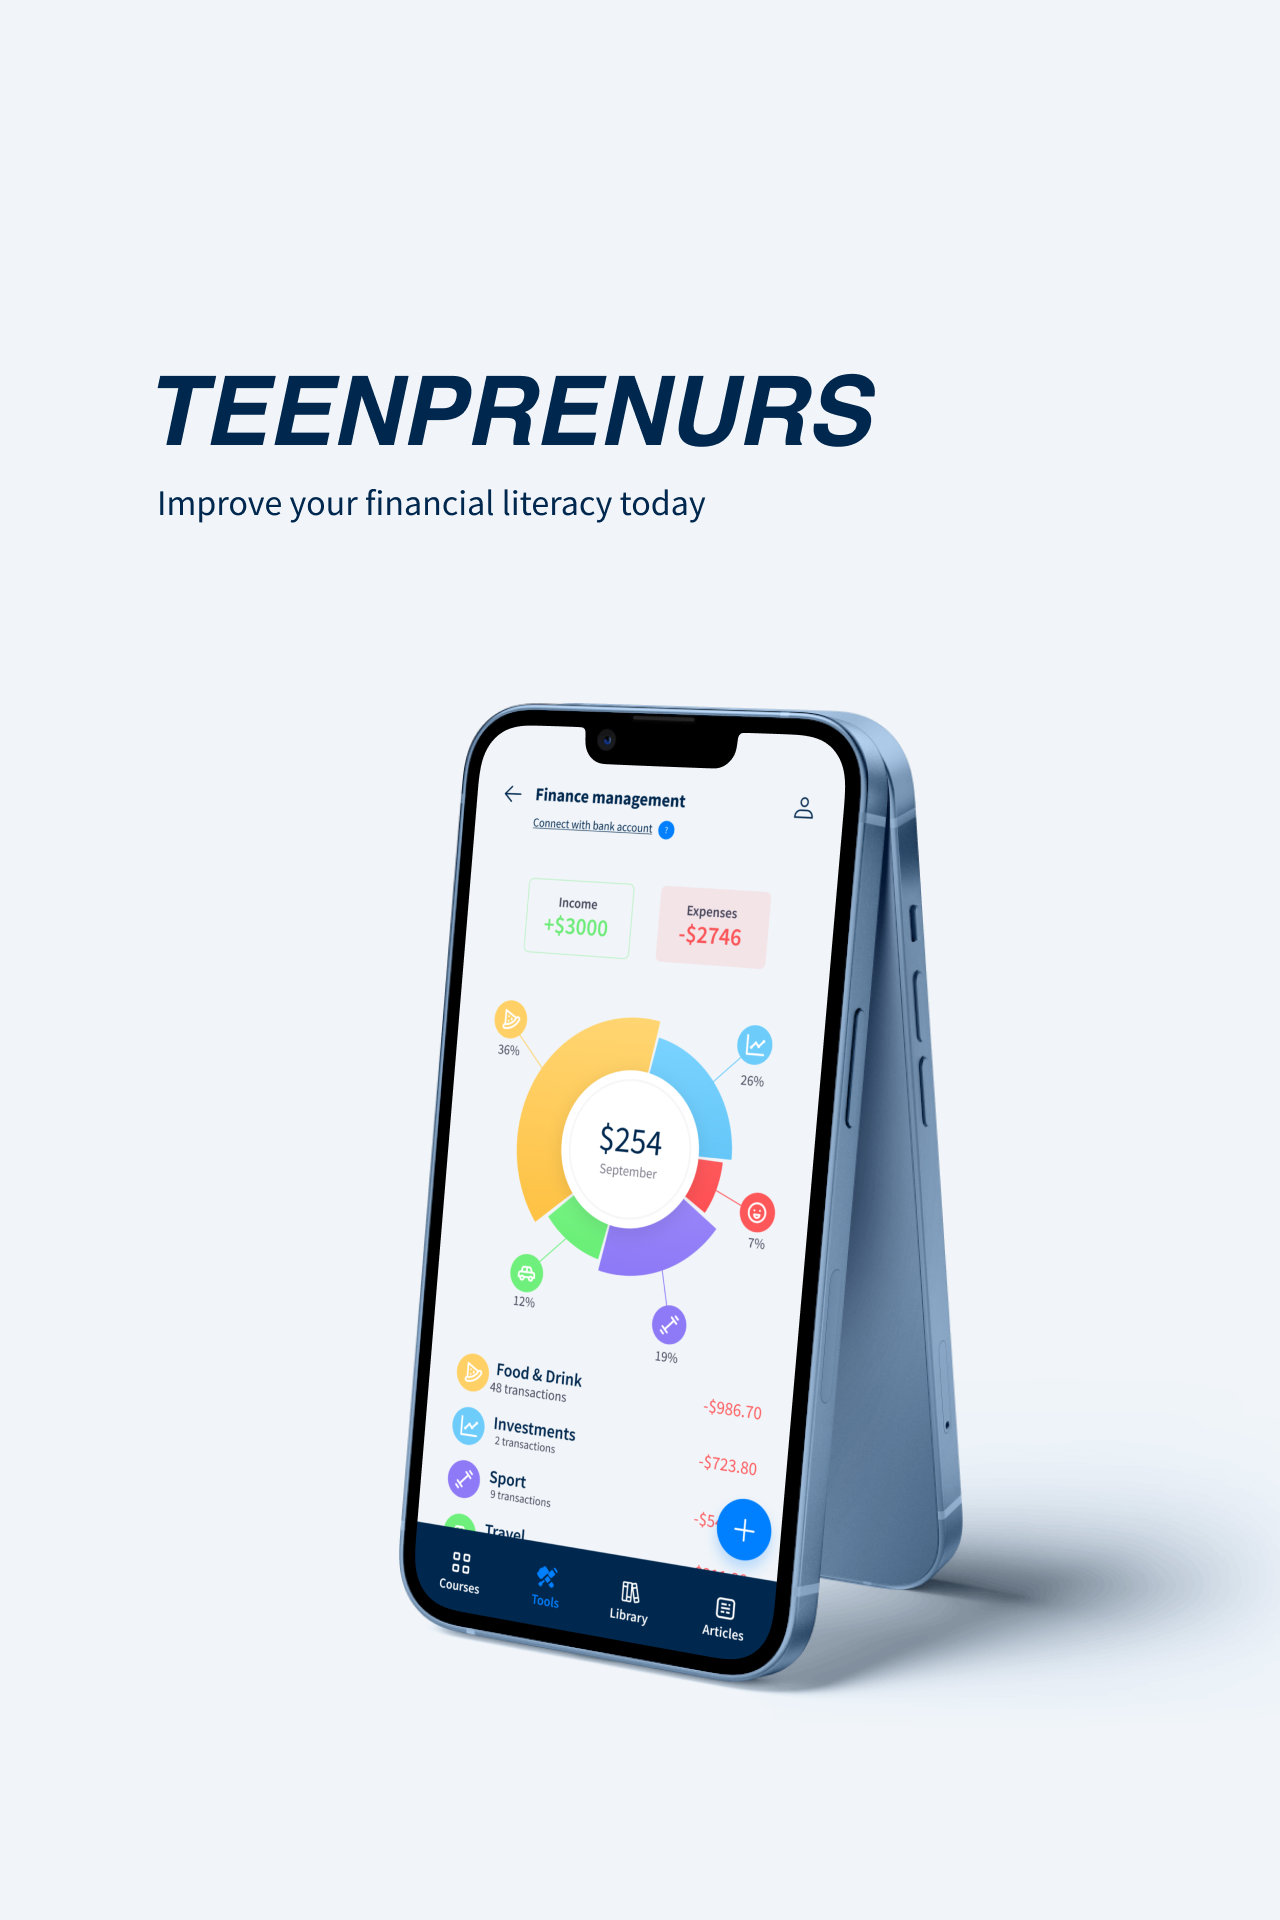 TEENPRENURS
Improve your financial literacy today
Finance management
Connect with bank account ?
Income
+$3000
Expenses
-$2746
36%
26%
$254
September
7%
12%
19%
Food & Drink
48 transactions
-$986.70
Investments
2 transactions
-$723.80
Sport
9 transactions
Travel
Courses
Tools
Library
Articles